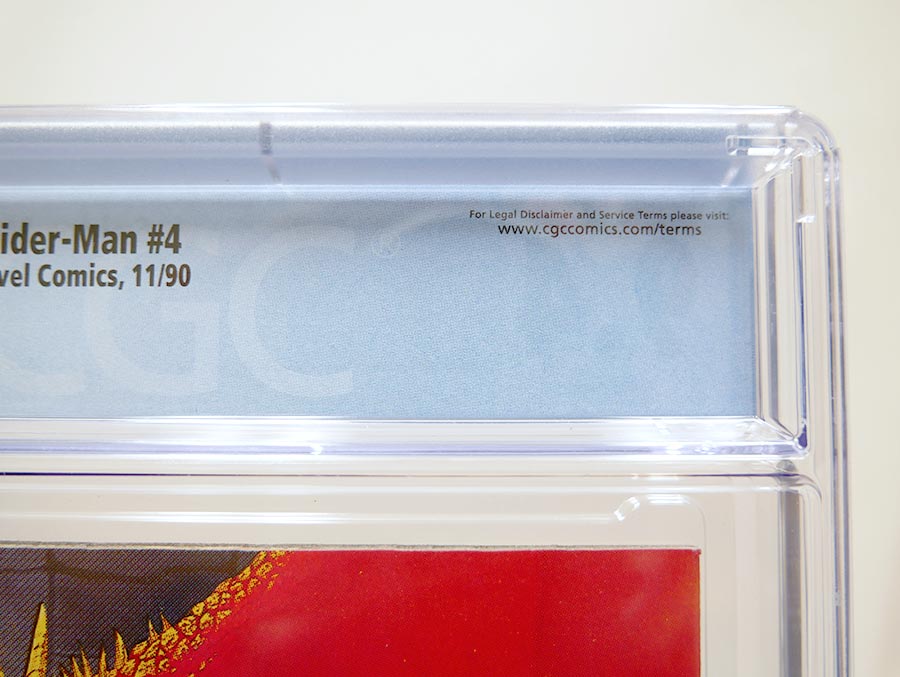 ider-Man #4
vel Comics, 11/90
For Legal Disclaimer and Service Terms please visit:
www.cgccomics.com/terms
CGC®